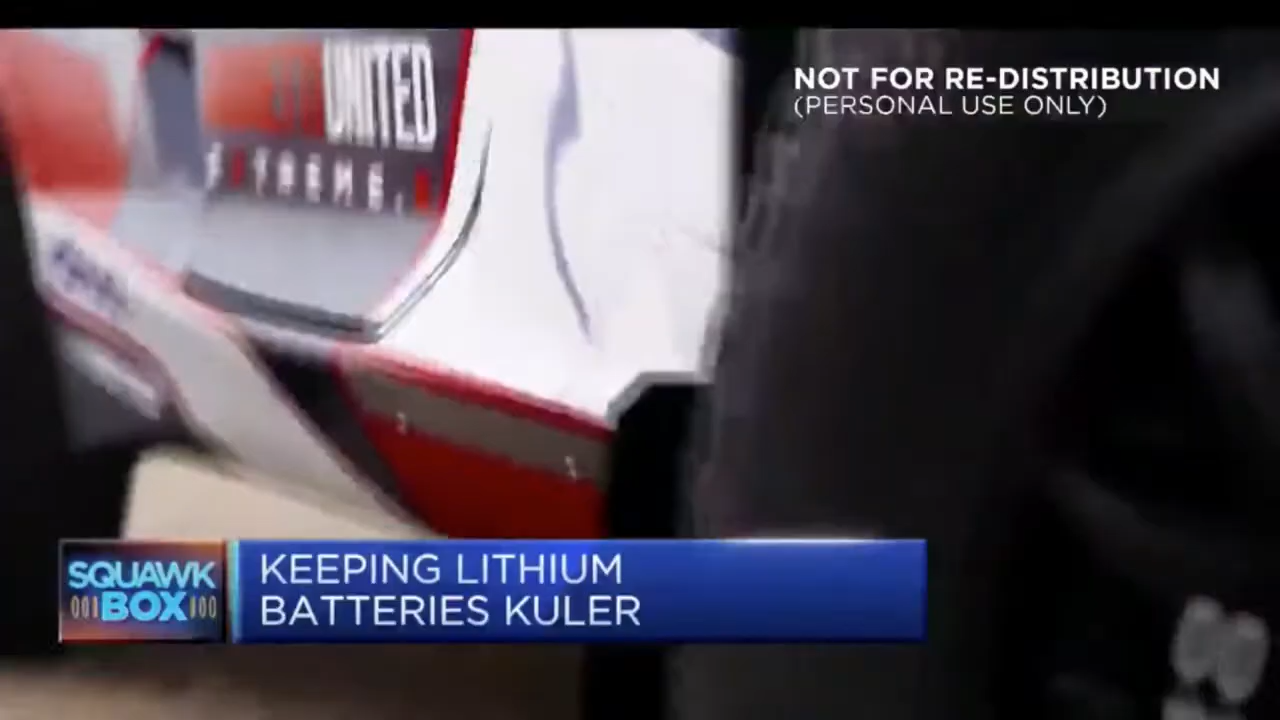 NOT FOR RE-DISTRIBUTION
(PERSONAL USE ONLY)
UNITED
SQUAWK
BOX
KEEPING LITHIUM
BATTERIES KULER